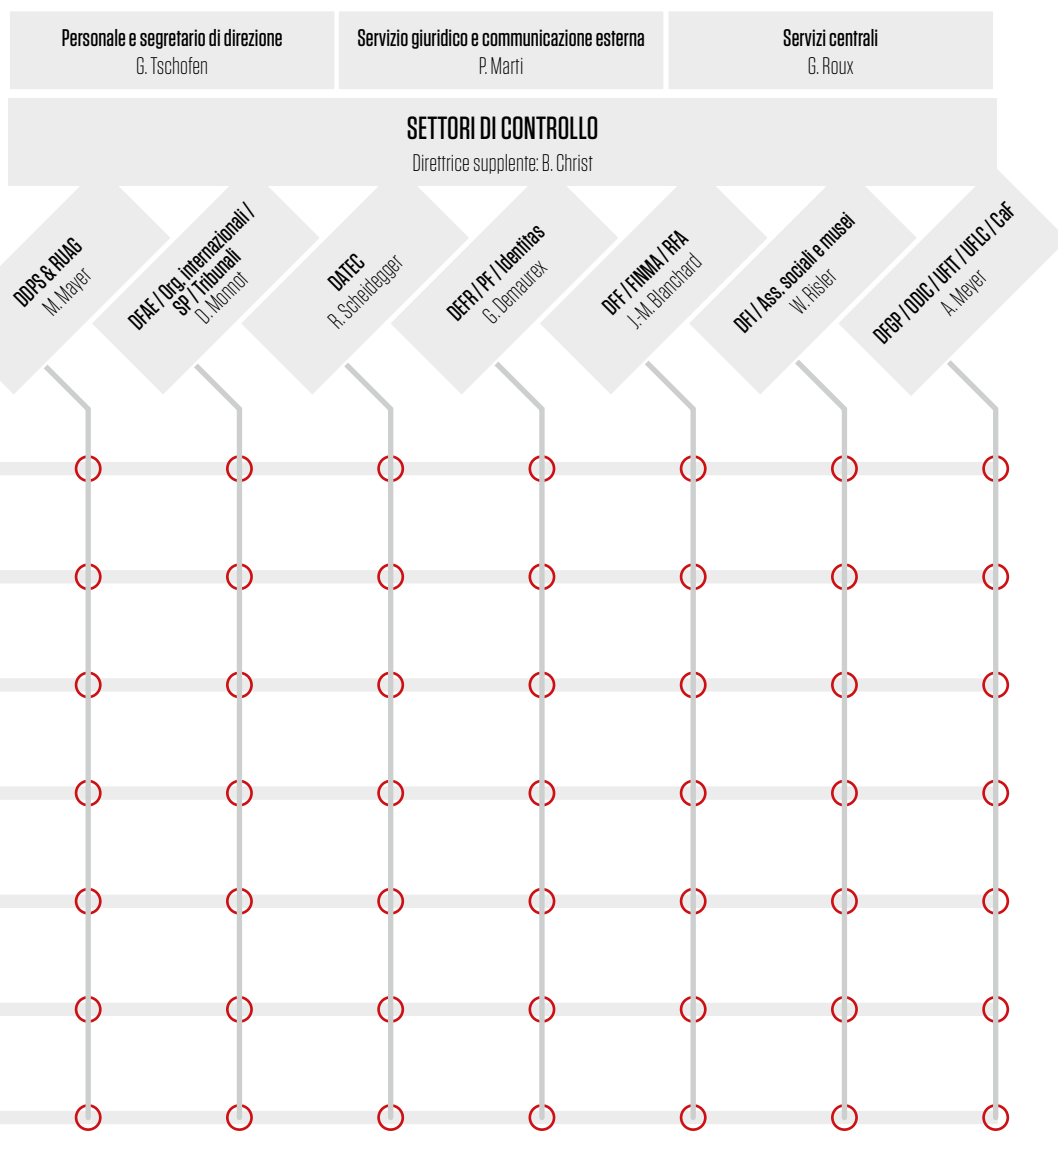 Personale e segretario di direzione
G. Tschofen
Servizio giuridico e communicazione esterna
P. Marti
Servizi centrali
G. Roux
SETTORI DI CONTROLLO
Direttrice supplente: B. Christ
DDPS & RUAG
M. Mayer
DFAE / Org. internazionali /
SP / Tribunali
D. Monnot
DATEC
R. Scheidegger
DEFR / PF / Identitas
G. Demaurex
DFF / FINMA / RFA
J.-M. Blanchard
DFI / Ass. sociali e musei
W. Risler
DFGP / ODIC / UFIT / UFLC / CaF
A. Meyer